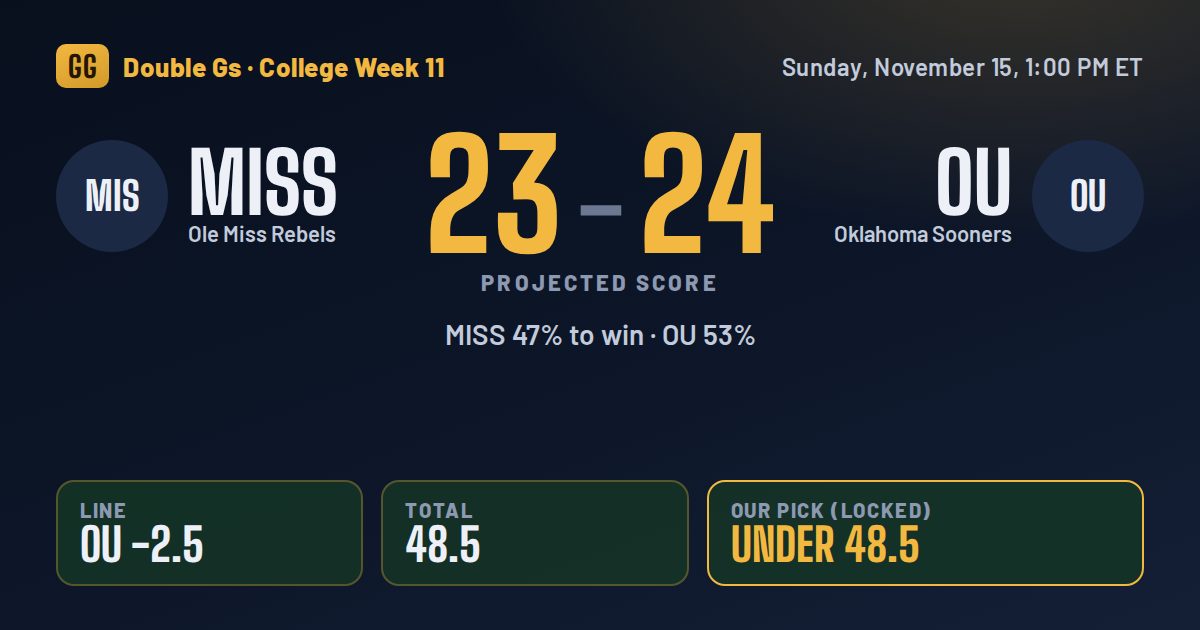 GG
Double Gs · College Week 11
Sunday, November 15, 1:00 PM ET
MIS
MISS
Ole Miss Rebels
23 – 24
PROJECTED SCORE
OU
Oklahoma Sooners
OU
MISS 47% to win · OU 53%
LINE
OU -2.5
TOTAL
48.5
OUR PICK (LOCKED)
UNDER 48.5